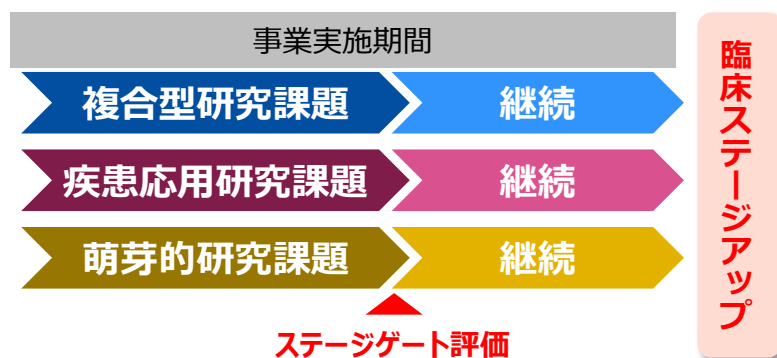 事業実施期間
複合型研究課題
継続
疾患応用研究課題
継続
萌芽的研究課題
継続
ステージゲート評価
臨床ステージアップ